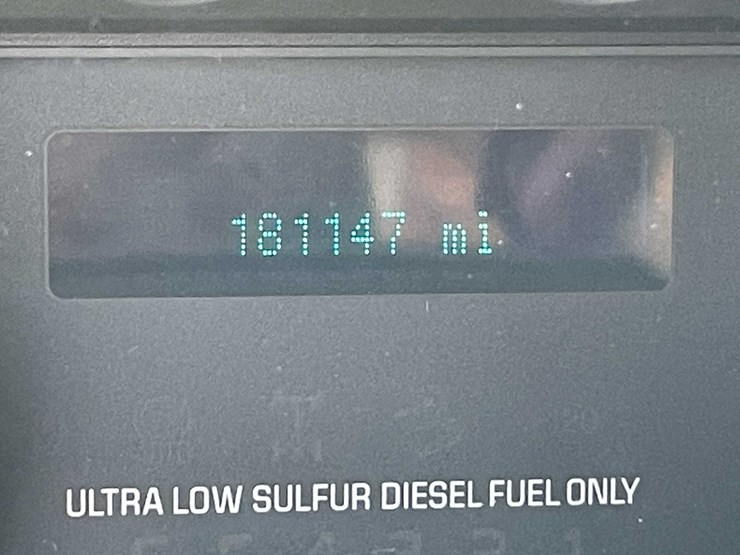 181147 mi
ULTRA LOW SULFUR DIESEL FUEL ONLY